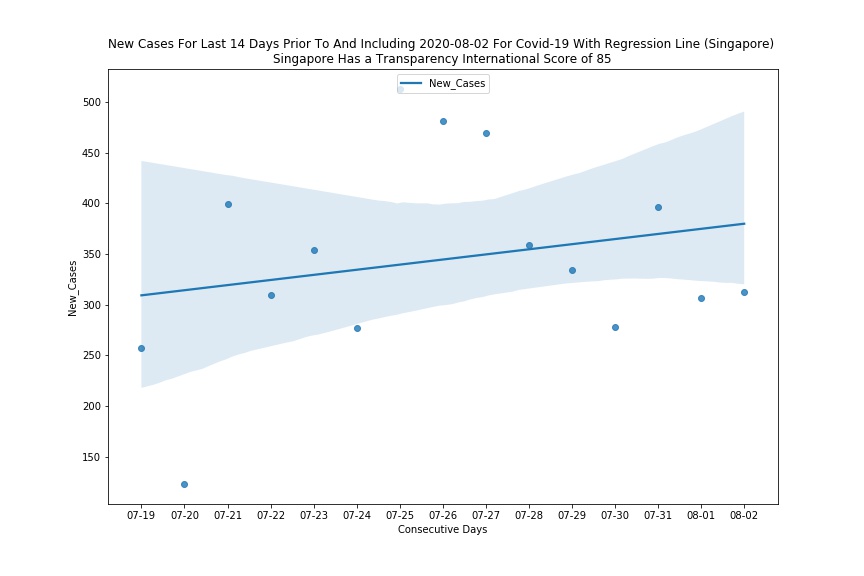 New Cases For Last 14 Days Prior To And Including 2020-08-02 For Covid-19 With Regression Line (Singapore)
Singapore Has a Transparency International Score of 85
New_Cases
500
450
400
350
300
250
200
150
New_Cases
07-19 07-20 07-21 07-22 07-23 07-24 07-25 07-26 07-27 07-28 07-29 07-30 07-31 08-01 08-02
Consecutive Days